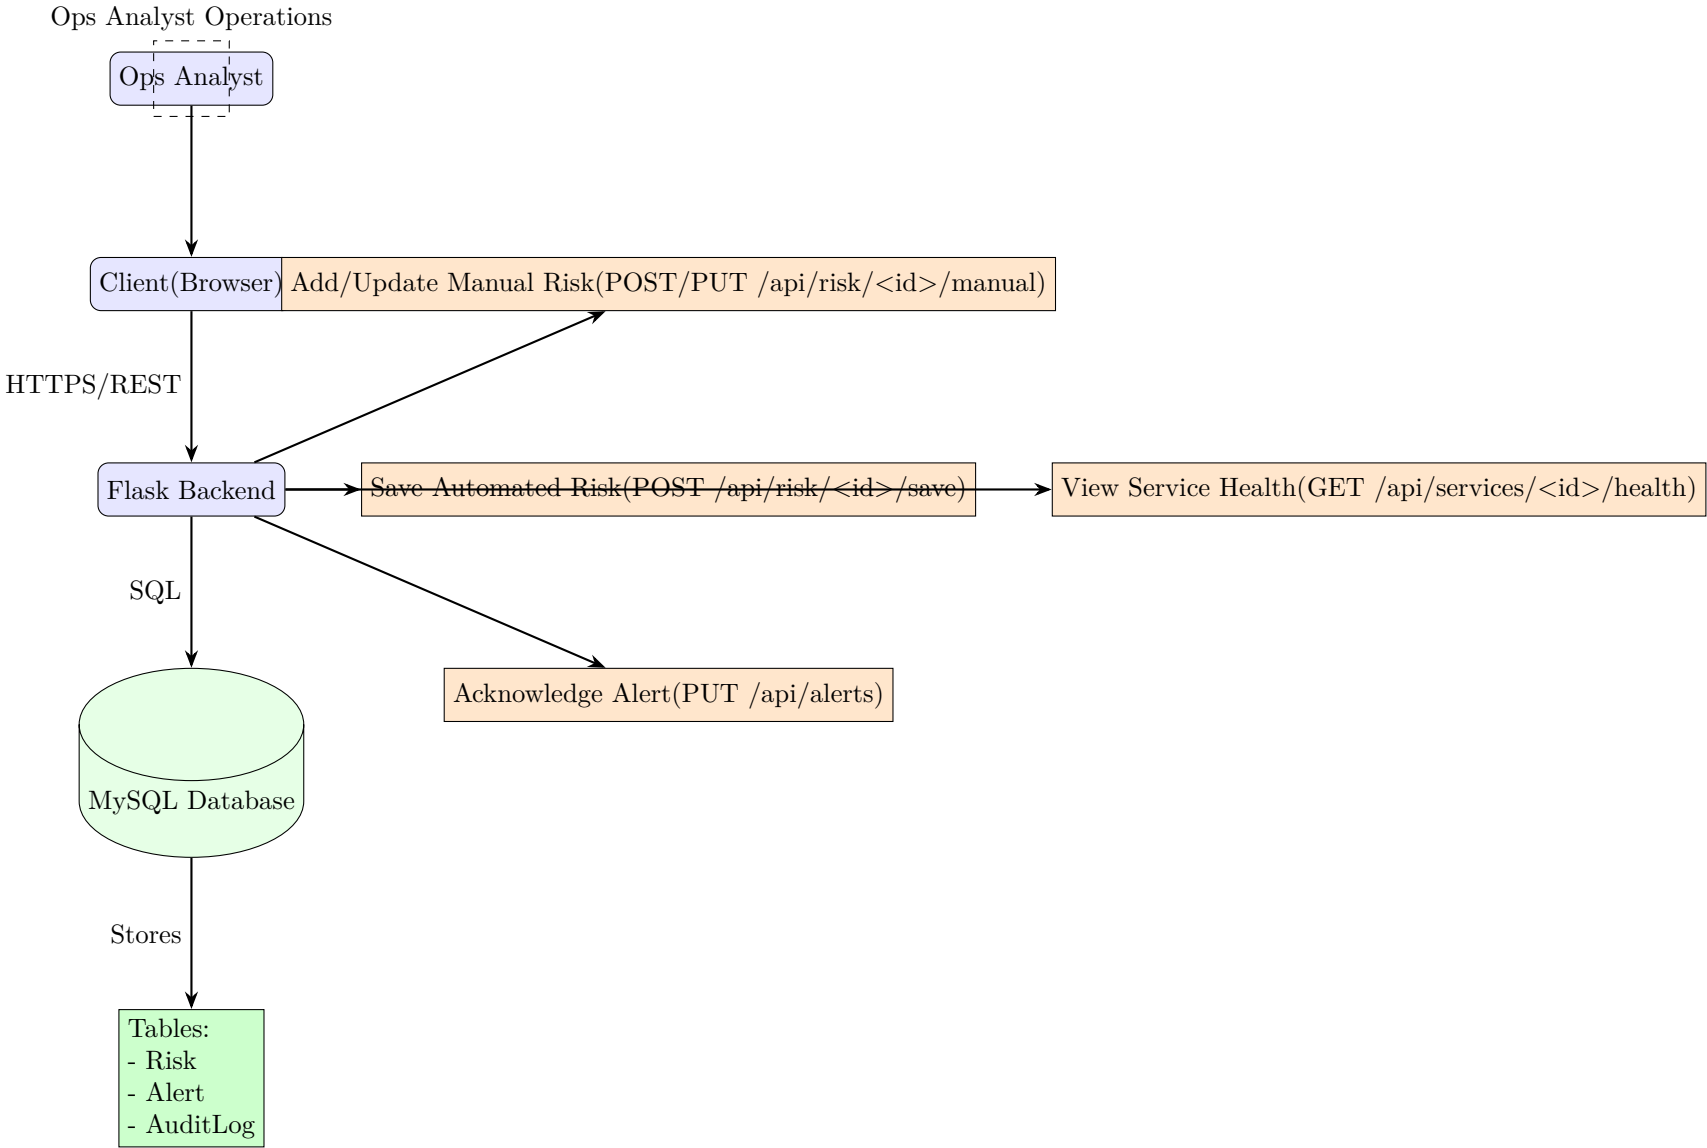 Ops Analyst Operations
Ops Analyst
Client(Browser)
Add/Update Manual Risk(POST/PUT /api/risk/<id>/manual)
HTTPS/REST
Flask Backend
Save Automated Risk(POST /api/risk/<id>/save)
View Service Health(GET /api/services/<id>/health)
SQL
Acknowledge Alert(PUT /api/alerts)
MySQL Database
Stores
Tables:
- Risk
- Alert
- AuditLog